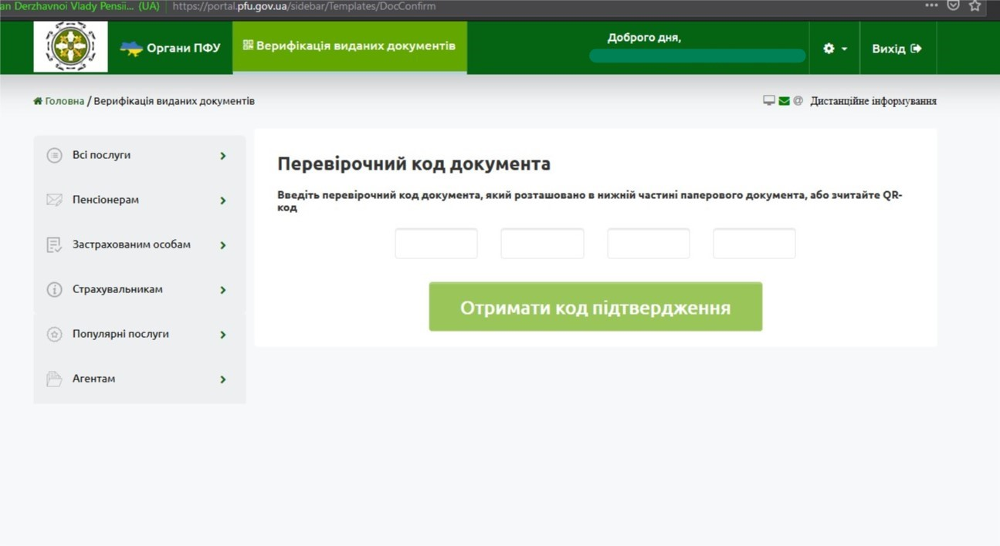 an Derzhavnoi Vlady Pensii... (UA) https://portal.pfu.gov.ua/sidebar/Templates/DocConfirm
Органи ПФУ
Верифікація виданих документів
Доброго дня,
Вихід
Головна / Верифікація виданих документів
Дистанційне інформування
Всі послуги
Пенсіонерам
Застрахованим особам
Страхувальникам
Популярні послуги
Агентам
Перевірочний код документа
Введіть перевірочний код документа, який розташовано в нижній частині паперового документа, або зчитайте QR-
код
Отримати код підтвердження